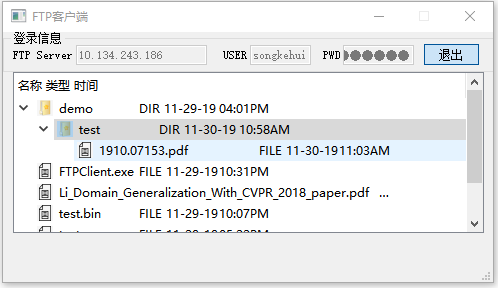 FTP客户端
登录信息
FTP Server 10.134.243.186 USER songkehui PWD ●●●●●● 退出
名称 类型 时间
demo DIR 11-29-19 04:01PM
test DIR 11-30-19 10:58AM
1910.07153.pdf FILE 11-30-1911:03AM
FTPClient.exe FILE 11-29-1910:31PM
Li_Domain_Generalization_With_CVPR_2018_paper.pdf ...
test.bin FILE 11-29-1910:07PM